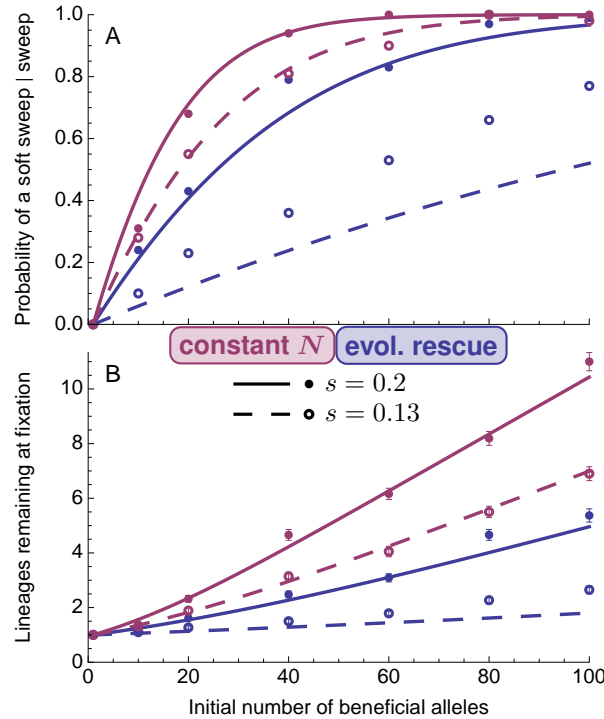 A
Probability of a soft sweep | sweep
1.0
0.8
0.6
0.4
0.2
0.0
constant N evol. rescue
B
s = 0.2
s = 0.13
Lineages remaining at fixation
10
8
6
4
2
0
0 20 40 60 80 100
Initial number of beneficial alleles